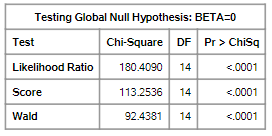 Testing Global Null Hypothesis: BETA=0
Test Chi-Square DF Pr > ChiSq
Likelihood Ratio 180.4090 14 <.0001
Score 113.2536 14 <.0001
Wald 92.4381 14 <.0001